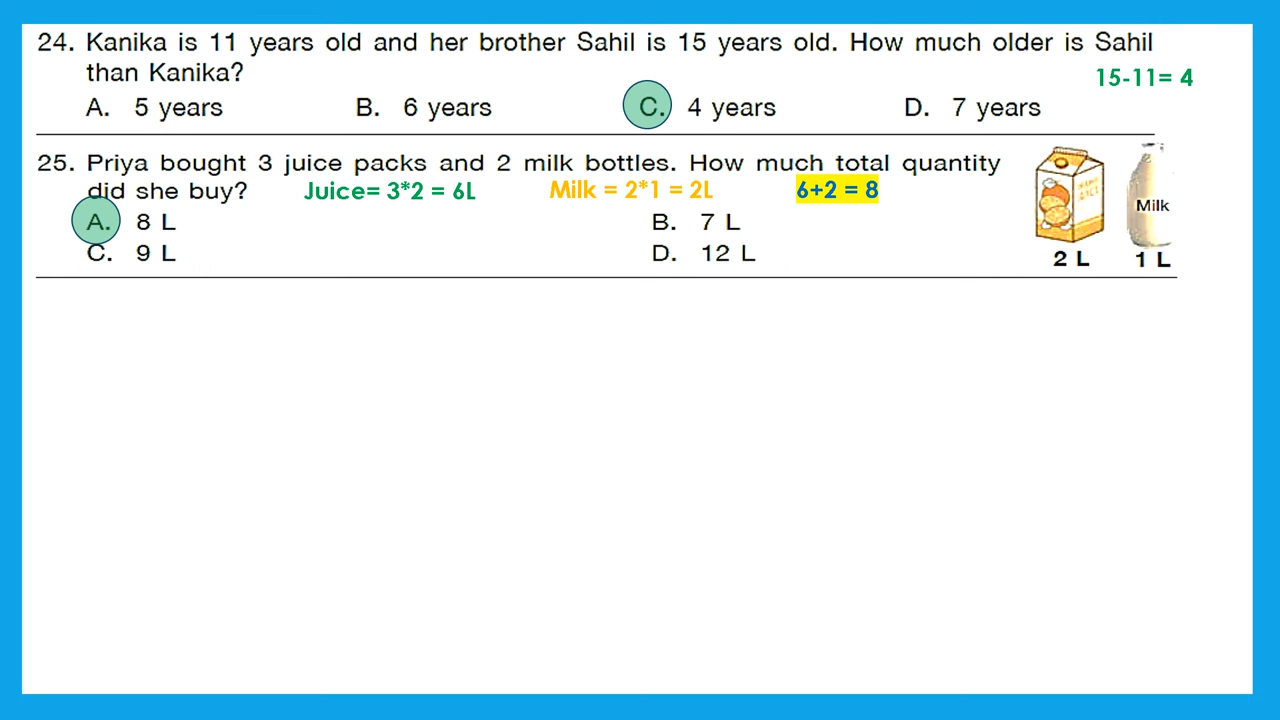 24. Kanika is 11 years old and her brother Sahil is 15 years old. How much older is Sahil
than Kanika?
15-11= 4
A. 5 years B. 6 years C. 4 years D. 7 years
25. Priya bought 3 juice packs and 2 milk bottles. How much total quantity
did she buy? Juice= 3*2 = 6L Milk = 2*1 = 2L 6+2 = 8
A. 8 L B. 7 L
C. 9 L D. 12 L
Milk
2 L 1 L